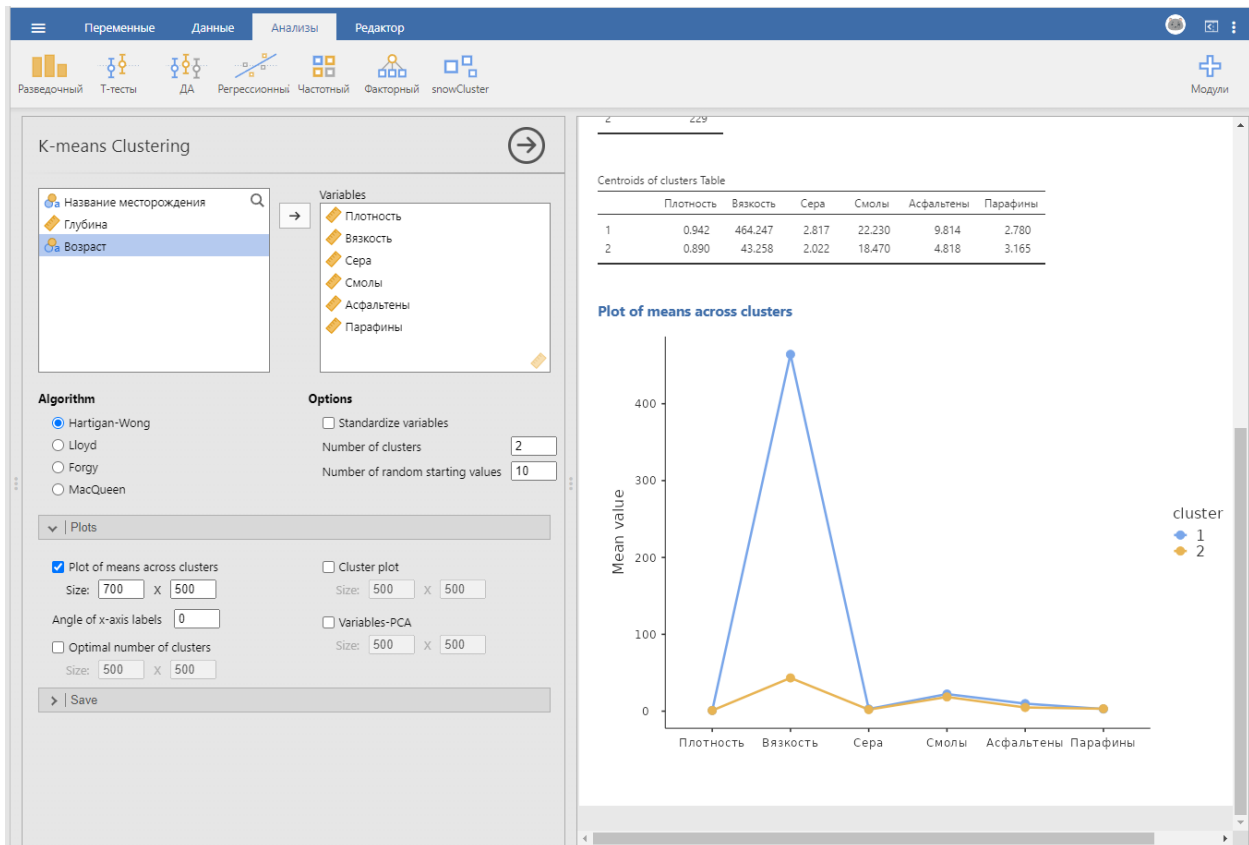 Переменные Данные Анализы Редактор
Разведочный Т-тесты ДА Регрессионный Частотный Факторный snowCluster Модули
K-means Clustering
Название месторождения
Глубина
Возраст
Variables
Плотность
Вязкость
Сера
Смолы
Асфальтены
Парафины
Algorithm
Hartigan-Wong
Lloyd
Forgy
MacQueen
Options
Standardize variables
Number of clusters 2
Number of random starting values 10
Plots
Plot of means across clusters
Size: 700 X 500
Angle of x-axis labels 0
Optimal number of clusters
Size: 500 X 500
Cluster plot
Size: 500 X 500
Variables-PCA
Size: 500 X 500
Save
2 229
Centroids of clusters Table
Плотность Вязкость Сера Смолы Асфальтены Парафины
1 0.942 464.247 2.817 22.230 9.814 2.780
2 0.890 43.258 2.022 18.470 4.818 3.165
Plot of means across clusters
Mean value
400
300
200
100
0
Плотность Вязкость Сера Смолы Асфальтены Парафины
cluster
1
2